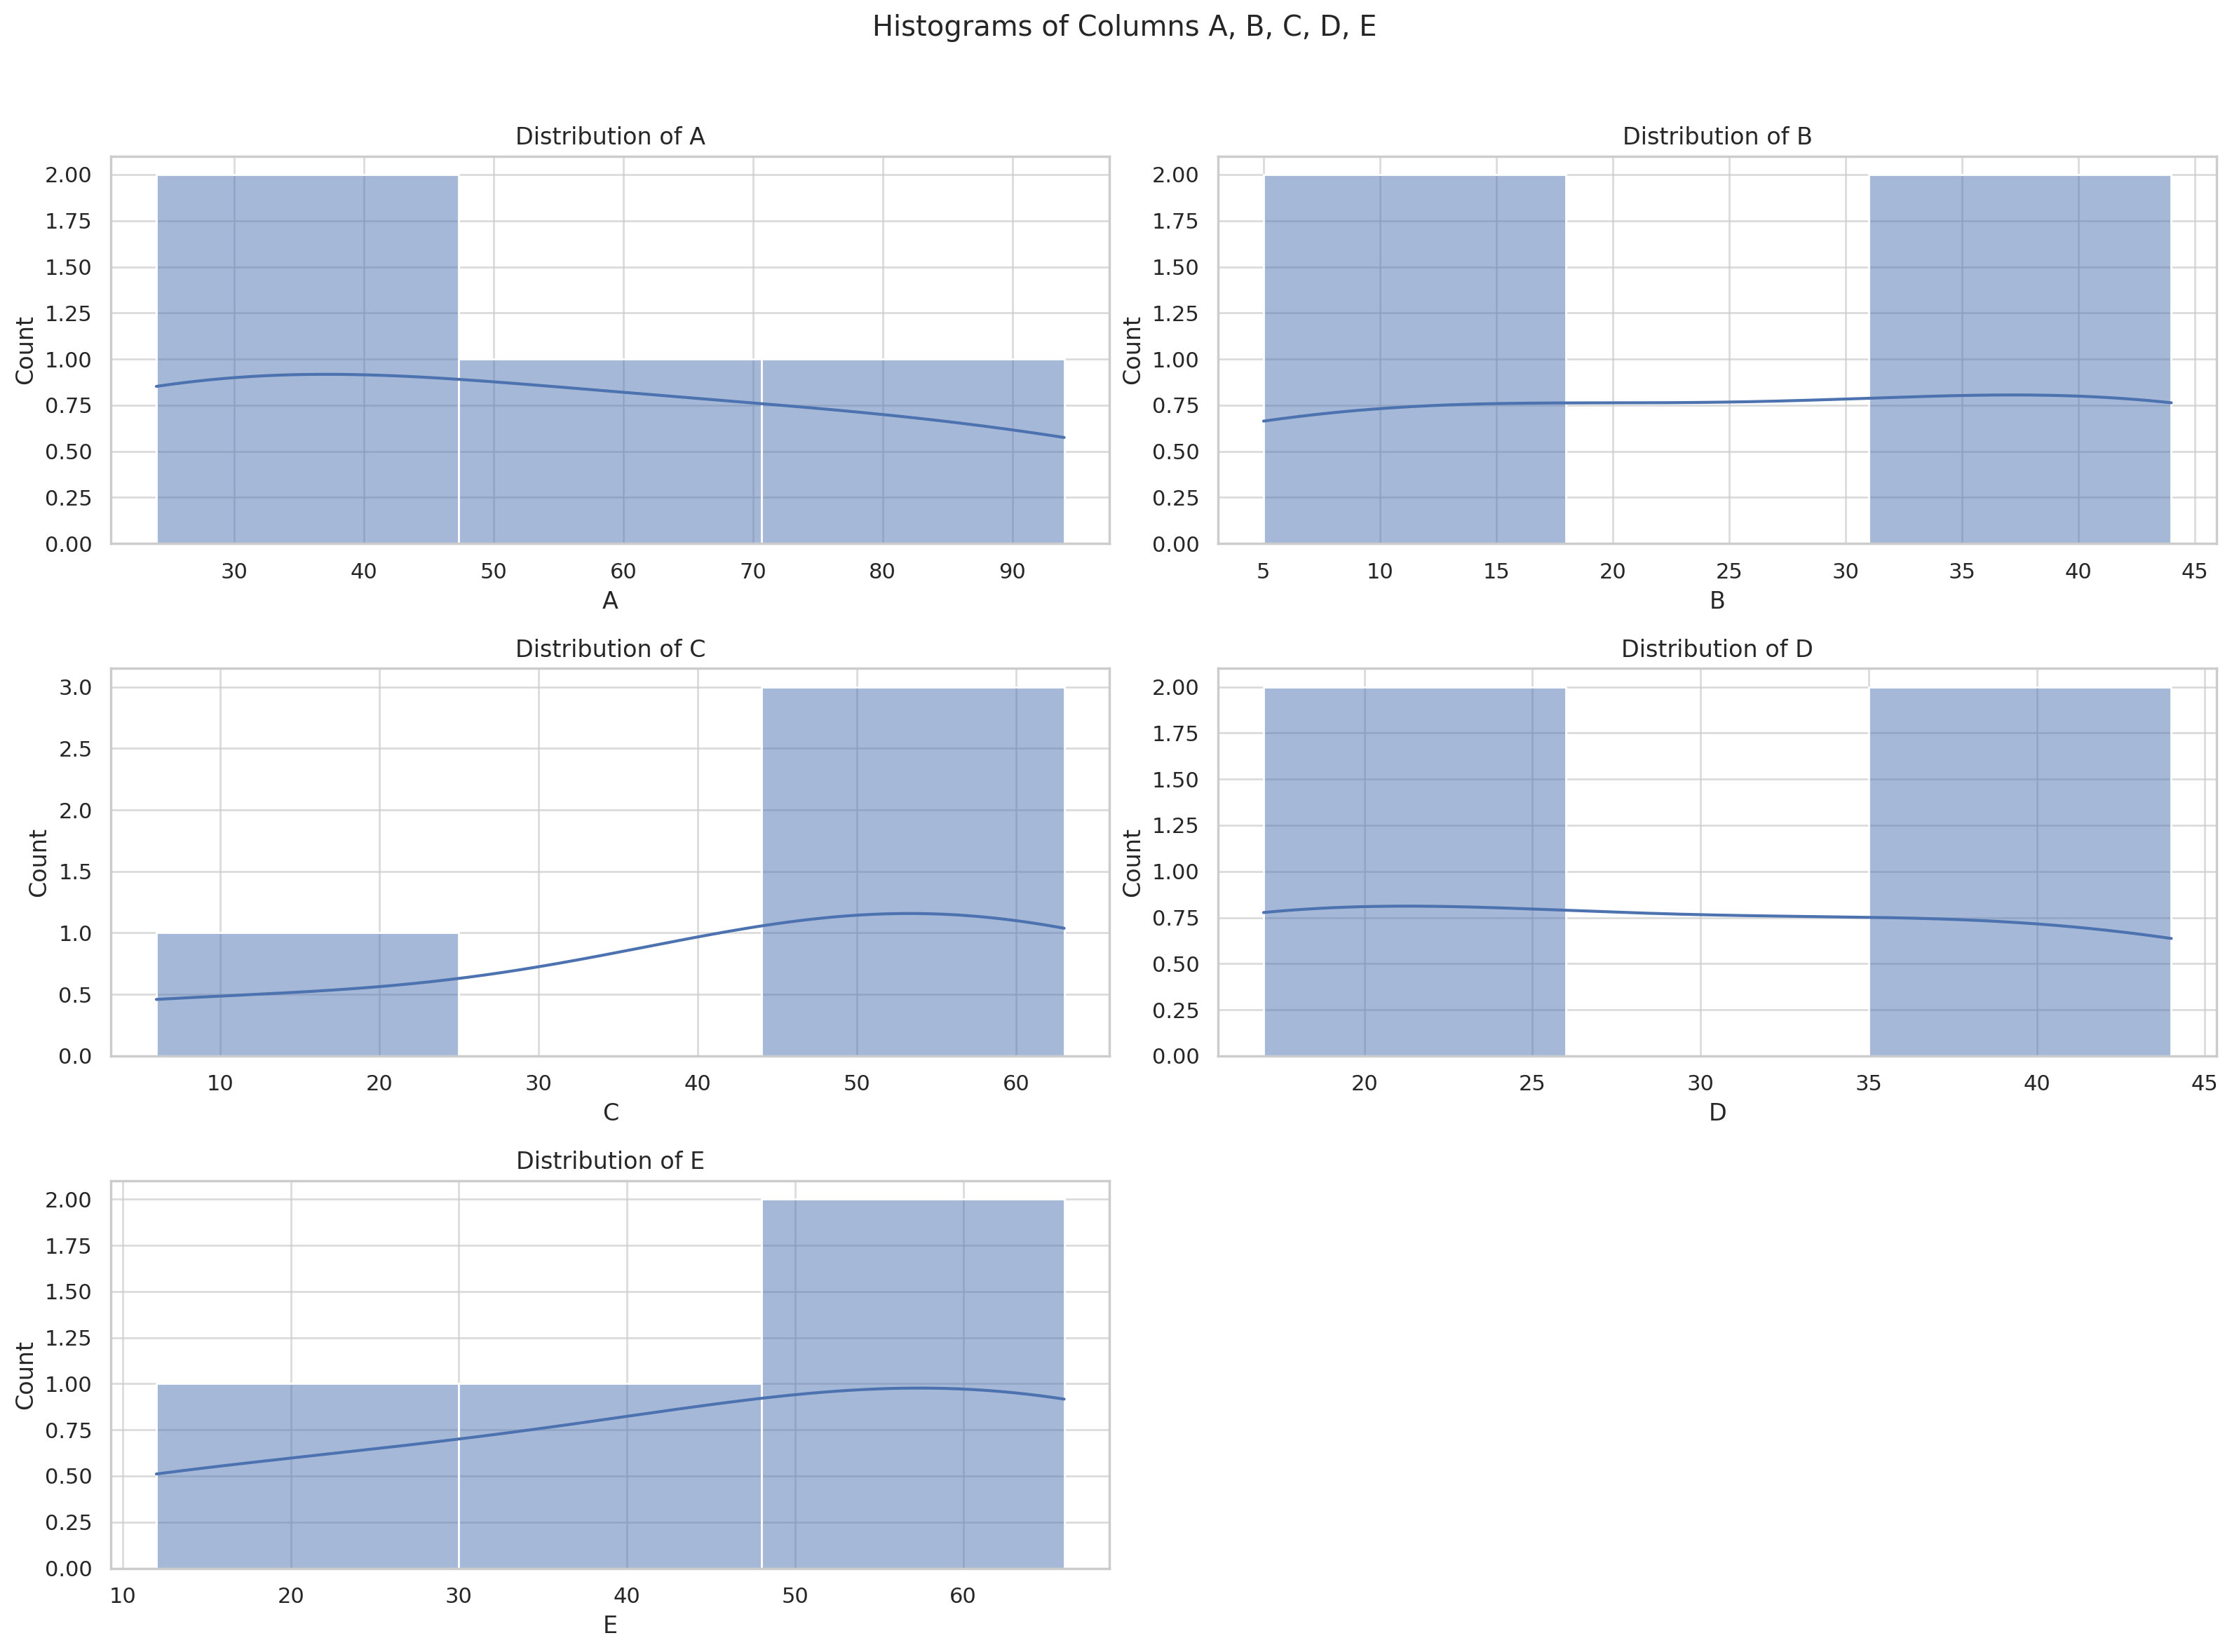 Histograms of Columns A, B, C, D, E
Distribution of A
Count
2.00
1.75
1.50
1.25
1.00
0.75
0.50
0.25
0.00
30 40 50 60 70 80 90
A
Distribution of B
Count
2.00
1.75
1.50
1.25
1.00
0.75
0.50
0.25
0.00
5 10 15 20 25 30 35 40 45
B
Distribution of C
Count
3.0
2.5
2.0
1.5
1.0
0.5
0.0
10 20 30 40 50 60
C
Distribution of D
Count
2.00
1.75
1.50
1.25
1.00
0.75
0.50
0.25
0.00
20 25 30 35 40 45
D
Distribution of E
Count
2.00
1.75
1.50
1.25
1.00
0.75
0.50
0.25
0.00
10 20 30 40 50 60
E